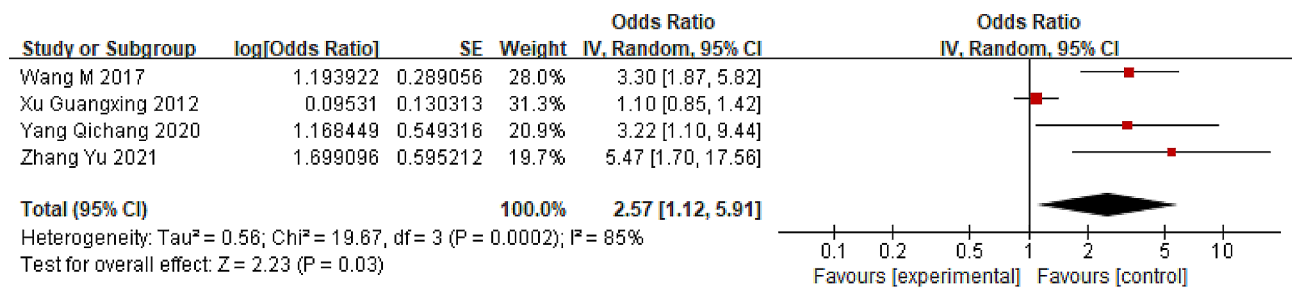 Odds Ratio Odds Ratio
Study or Subgroup log[Odds Ratio] SE Weight IV, Random, 95% CI IV, Random, 95% CI
Wang M 2017 1.193922 0.289056 28.0% 3.30 [1.87, 5.82]
Xu Guangxing 2012 0.09531 0.130313 31.3% 1.10 [0.85, 1.42]
Yang Qichang 2020 1.168449 0.549316 20.9% 3.22 [1.10, 9.44]
Zhang Yu 2021 1.699096 0.595212 19.7% 5.47 [1.70, 17.56]
Total (95% CI) 100.0% 2.57 [1.12, 5.91]
Heterogeneity: Tau² = 0.56; Chi² = 19.67, df = 3 (P = 0.0002); I² = 85%
Test for overall effect: Z = 2.23 (P = 0.03)
0.1 0.2 0.5 1 2 5 10
Favours [experimental] Favours [control]